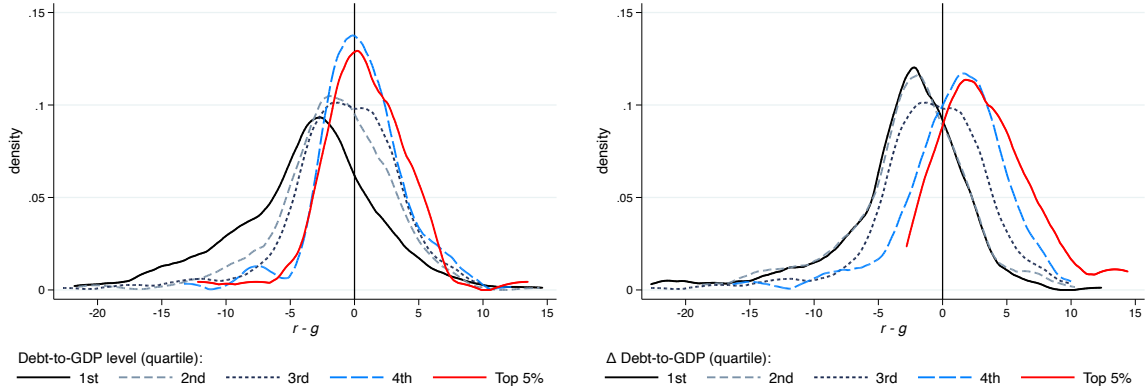 .15
.1
.05
0
density
-20 -15 -10 -5 0 5 10 15
r - g
Debt-to-GDP level (quartile):
1st 2nd 3rd 4th Top 5%
.15
.1
.05
0
density
-20 -15 -10 -5 0 5 10 15
r - g
Δ Debt-to-GDP (quartile):
1st 2nd 3rd 4th Top 5%